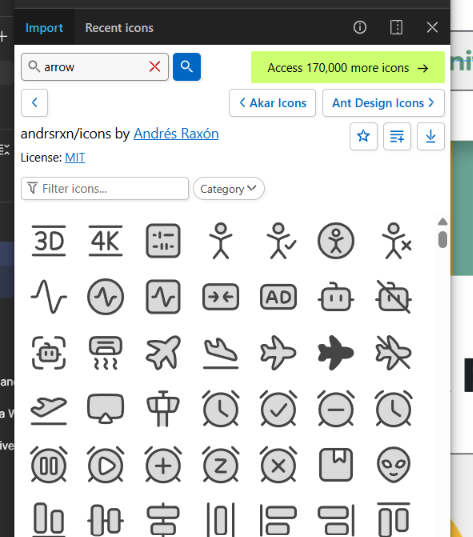 Import
Recent icons
arrow
Access 170,000 more icons →
Akar Icons
Ant Design Icons
andrsrxn/icons by Andrés Raxón
License: MIT
Filter icons...
Category
3D
4K
AD